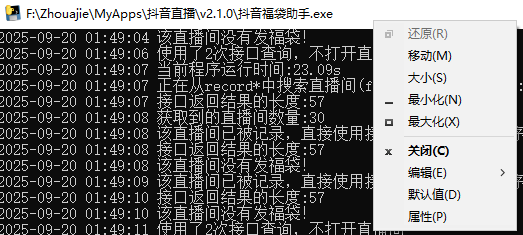 F:\Zhouajie\MyApps\抖音直播\v2.1.0\抖音福袋助手.exe
2025-09-20 01:49:04 该直播间没有发福袋!
2025-09-20 01:49:06 使用了2次接口查询, 不打开直
2025-09-20 01:49:07 当前程序运行时间:23.09s
2025-09-20 01:49:07 正在从record*中搜索直播间(f
2025-09-20 01:49:07 接口返回结果的长度:57
2025-09-20 01:49:08 获取到的直播间数量:30
2025-09-20 01:49:08 该直播间已被记录, 直接使用接
2025-09-20 01:49:08 接口返回结果的长度:57
2025-09-20 01:49:08 该直播间没有发福袋!
2025-09-20 01:49:09 该直播间已被记录, 直接使用接
2025-09-20 01:49:10 接口返回结果的长度:57
2025-09-20 01:49:10 该直播间没有发福袋!
2025-09-20 01:49:11 使用了2次接口查询, 不打开直
还原(R)
移动(M)
大小(S)
最小化(N)
最大化(X)
关闭(C)
编辑(E)
默认值(D)
属性(P)